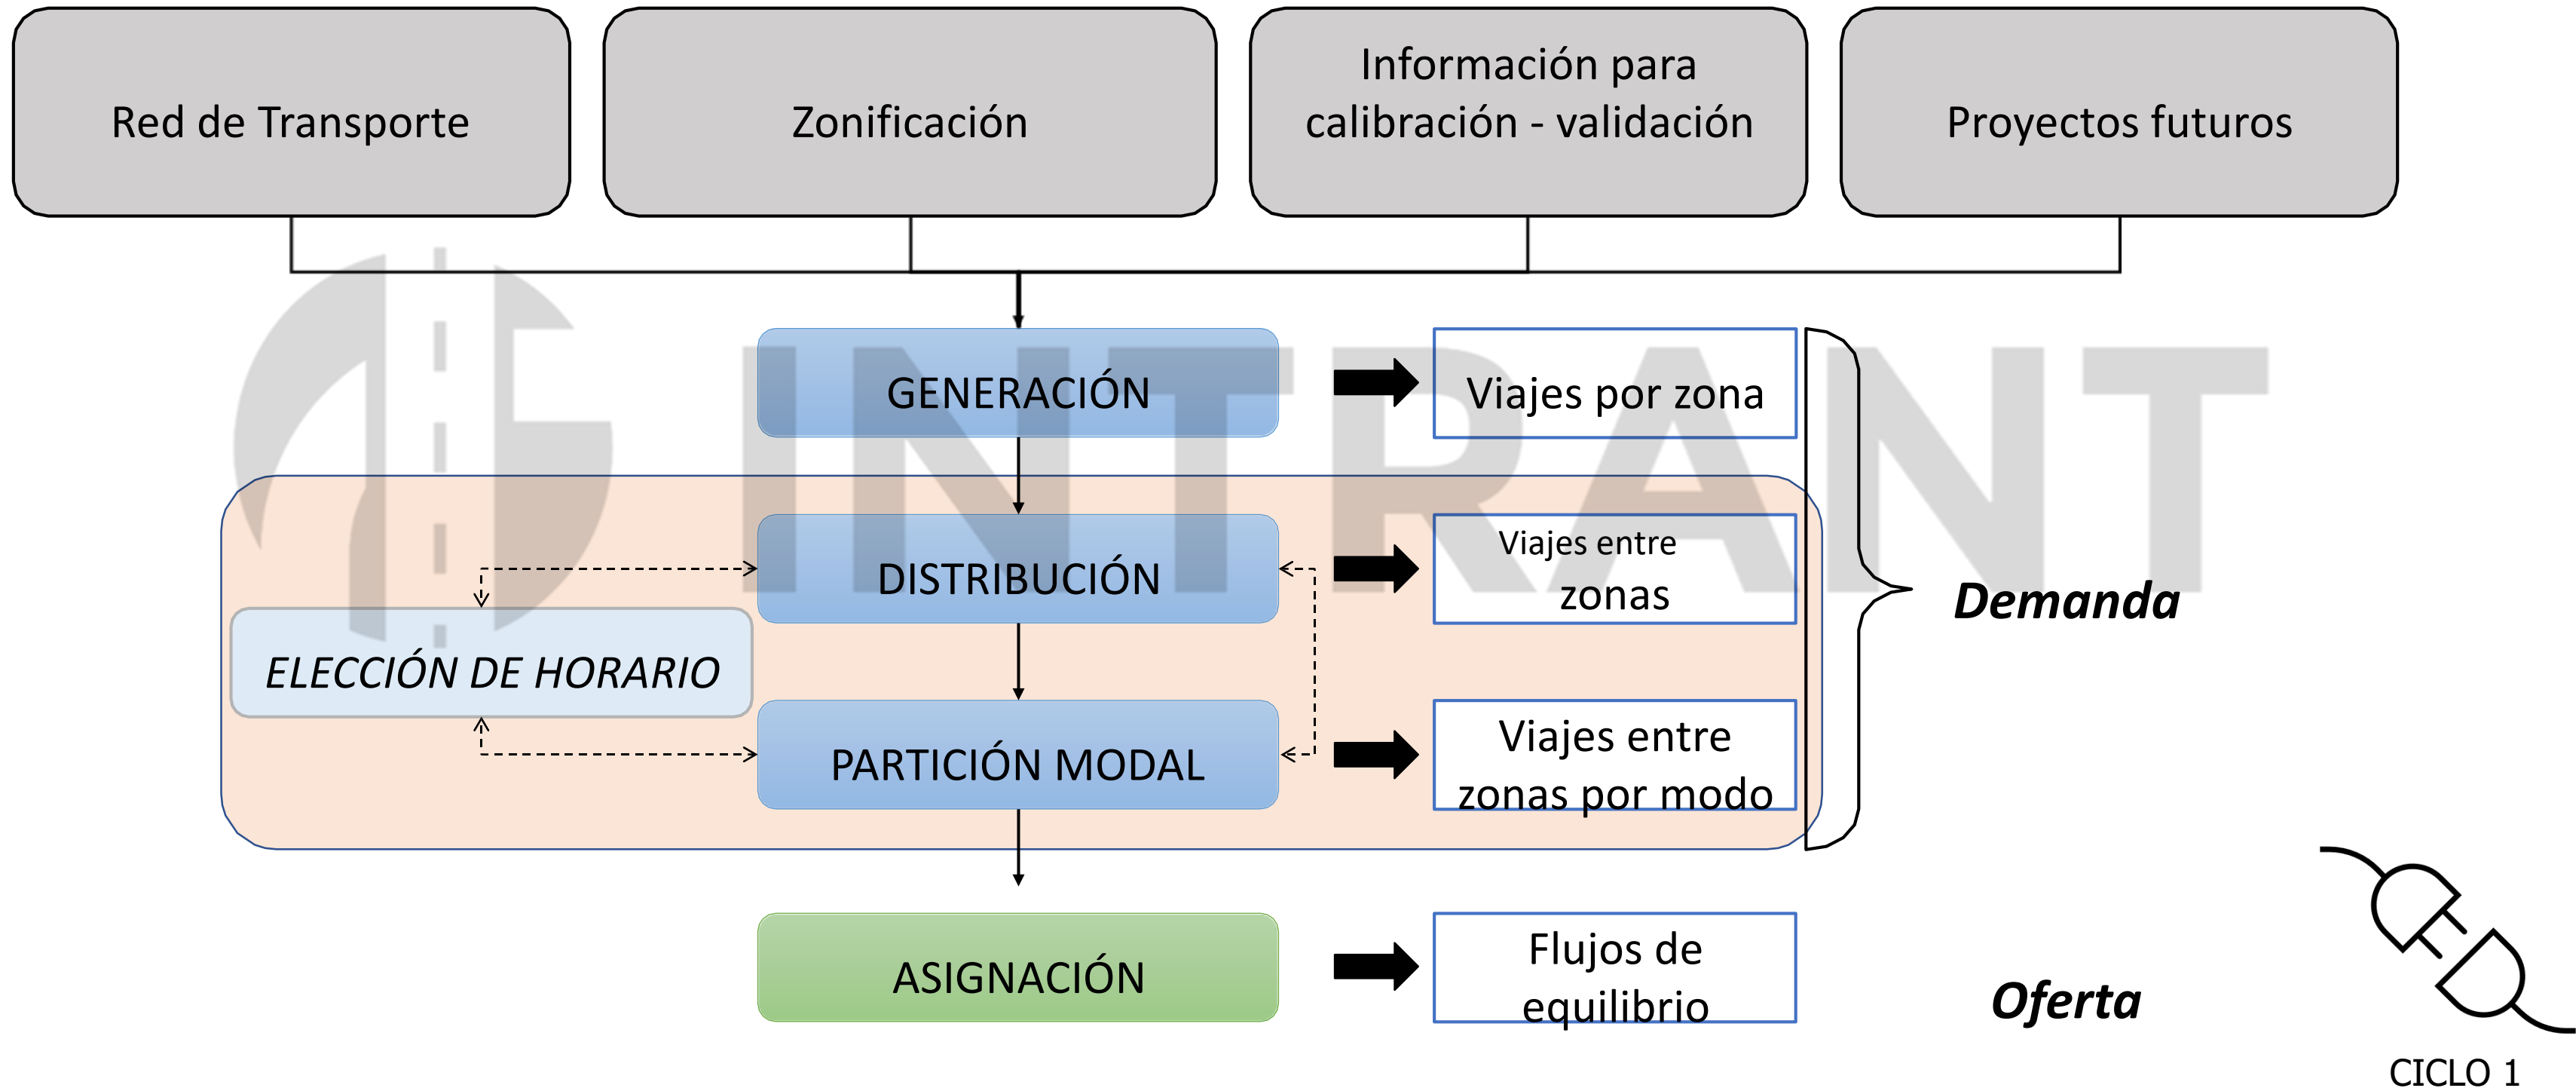 Red de Transporte
Zonificación
Información para
calibración - validación
Proyectos futuros
INTRANT
GENERACIÓN
Viajes por zona
DISTRIBUCIÓN
Viajes entre
zonas
Demanda
ELECCIÓN DE HORARIO
PARTICIÓN MODAL
Viajes entre
zonas por modo
ASIGNACIÓN
Flujos de
equilibrio
Oferta
CICLO 1